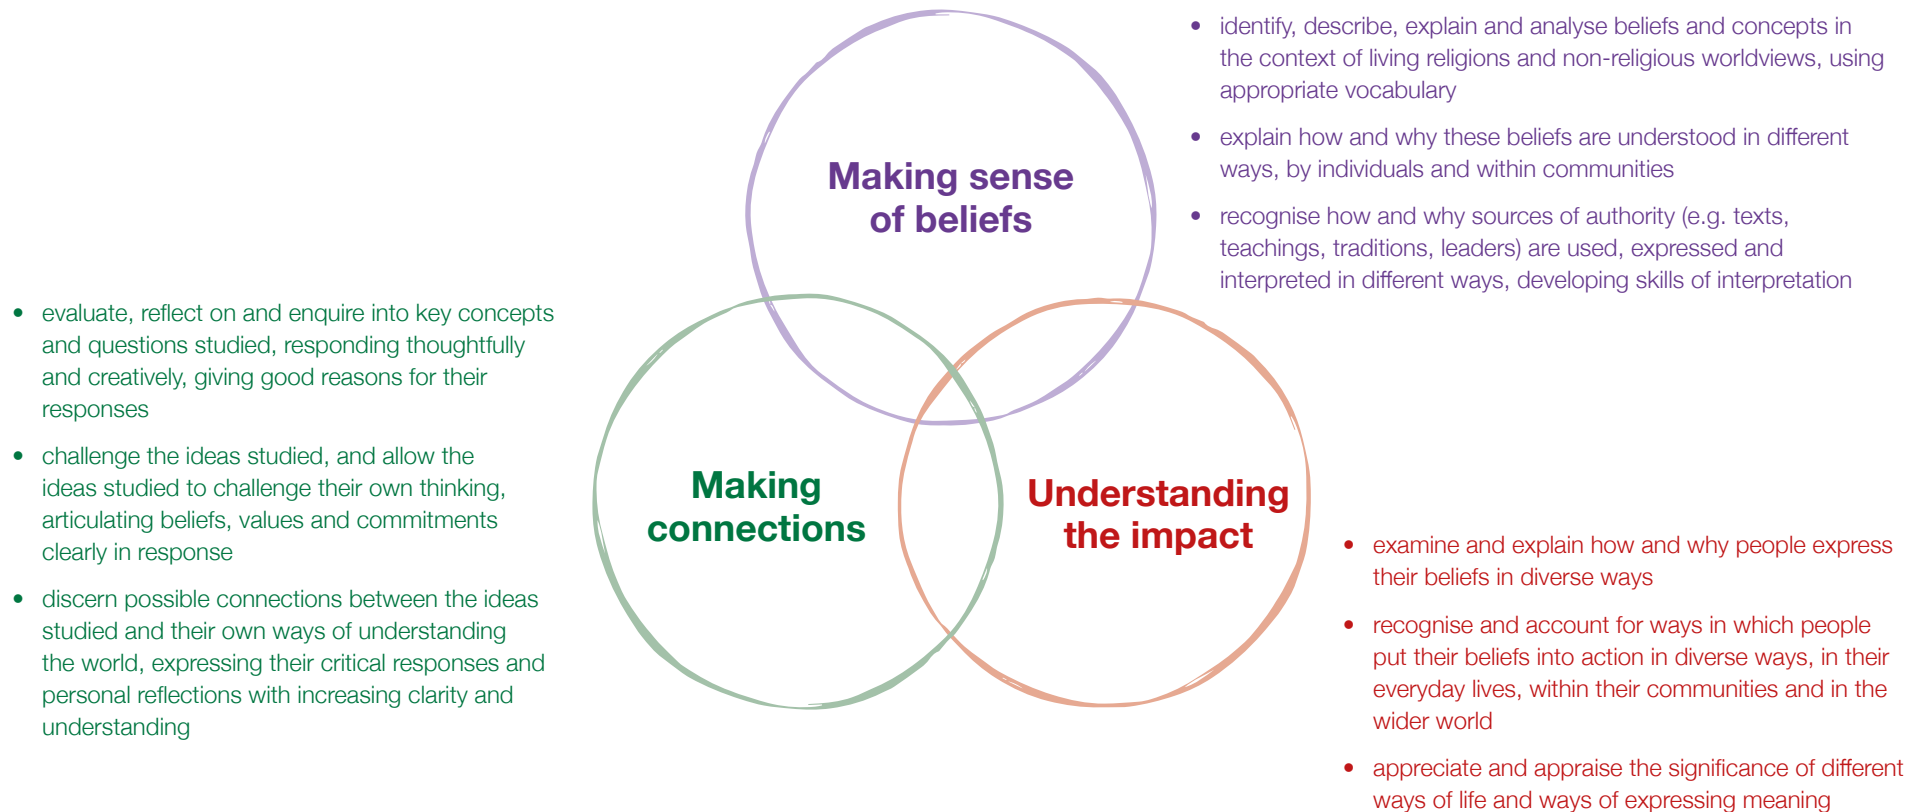 • identify, describe, explain and analyse beliefs and concepts in
the context of living religions and non-religious worldviews, using
appropriate vocabulary
• explain how and why these beliefs are understood in different
ways, by individuals and within communities
• recognise how and why sources of authority (e.g. texts,
teachings, traditions, leaders) are used, expressed and
interpreted in different ways, developing skills of interpretation
Making sense
of beliefs
• evaluate, reflect on and enquire into key concepts
and questions studied, responding thoughtfully
and creatively, giving good reasons for their
responses
• challenge the ideas studied, and allow the
ideas studied to challenge their own thinking,
articulating beliefs, values and commitments
clearly in response
• discern possible connections between the ideas
studied and their own ways of understanding
the world, expressing their critical responses and
personal reflections with increasing clarity and
understanding
Making
connections
Understanding
the impact
• examine and explain how and why people express
their beliefs in diverse ways
• recognise and account for ways in which people
put their beliefs into action in diverse ways, in their
everyday lives, within their communities and in the
wider world
• appreciate and appraise the significance of different
ways of life and ways of expressing meaning